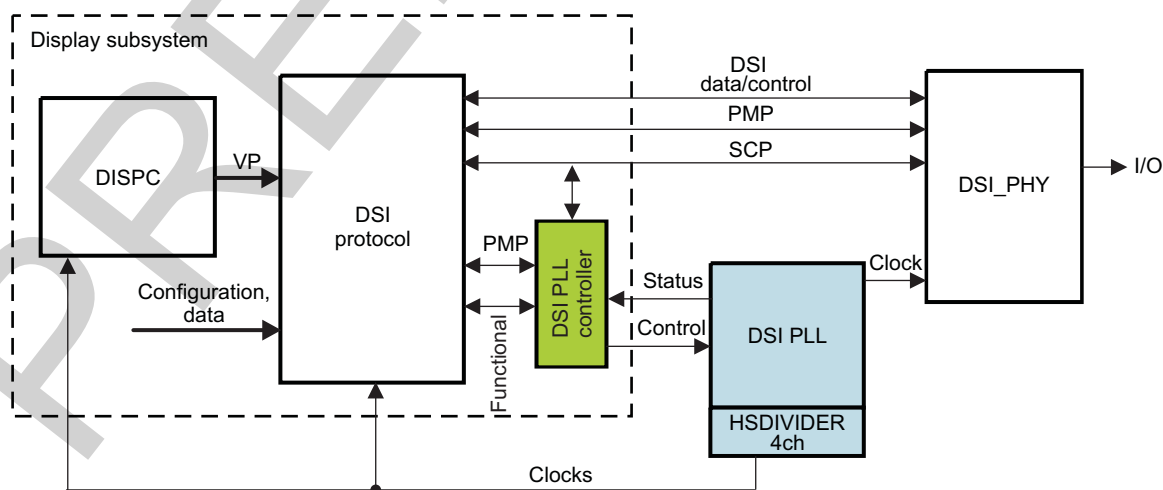 Display subsystem
DISPC
VP
DSI
protocol
Configuration,
data
DSI
data/control
PMP
SCP
PMP
Functional
DSI PLL
controller
Status
Control
DSI PLL
HSDIVIDER
4ch
Clock
DSI_PHY
I/O
Clocks
PRE